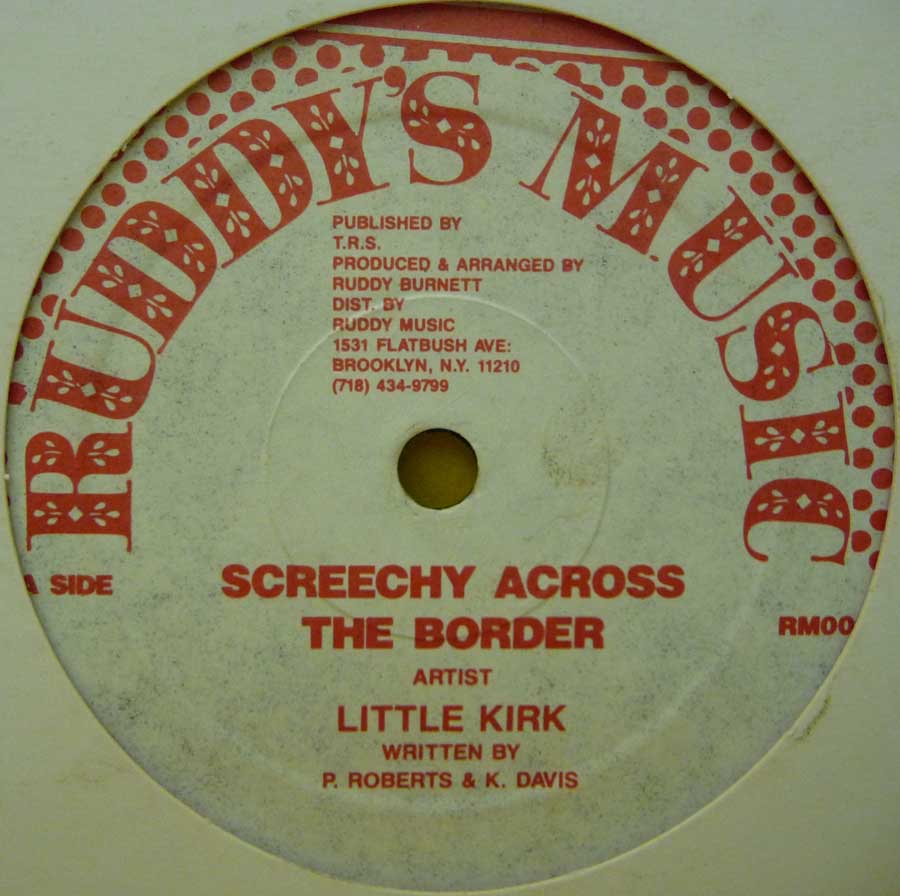 RUDDY'S MUSIC
PUBLISHED BY
T.R.S.
PRODUCED & ARRANGED BY
RUDDY BURNETT
DIST. BY
RUDDY MUSIC
1531 FLATBUSH AVE:
BROOKLYN, N.Y. 11210
(718) 434-9799
A SIDE
SCREECHY ACROSS
THE BORDER
RM00
ARTIST
LITTLE KIRK
WRITTEN BY
P. ROBERTS & K. DAVIS